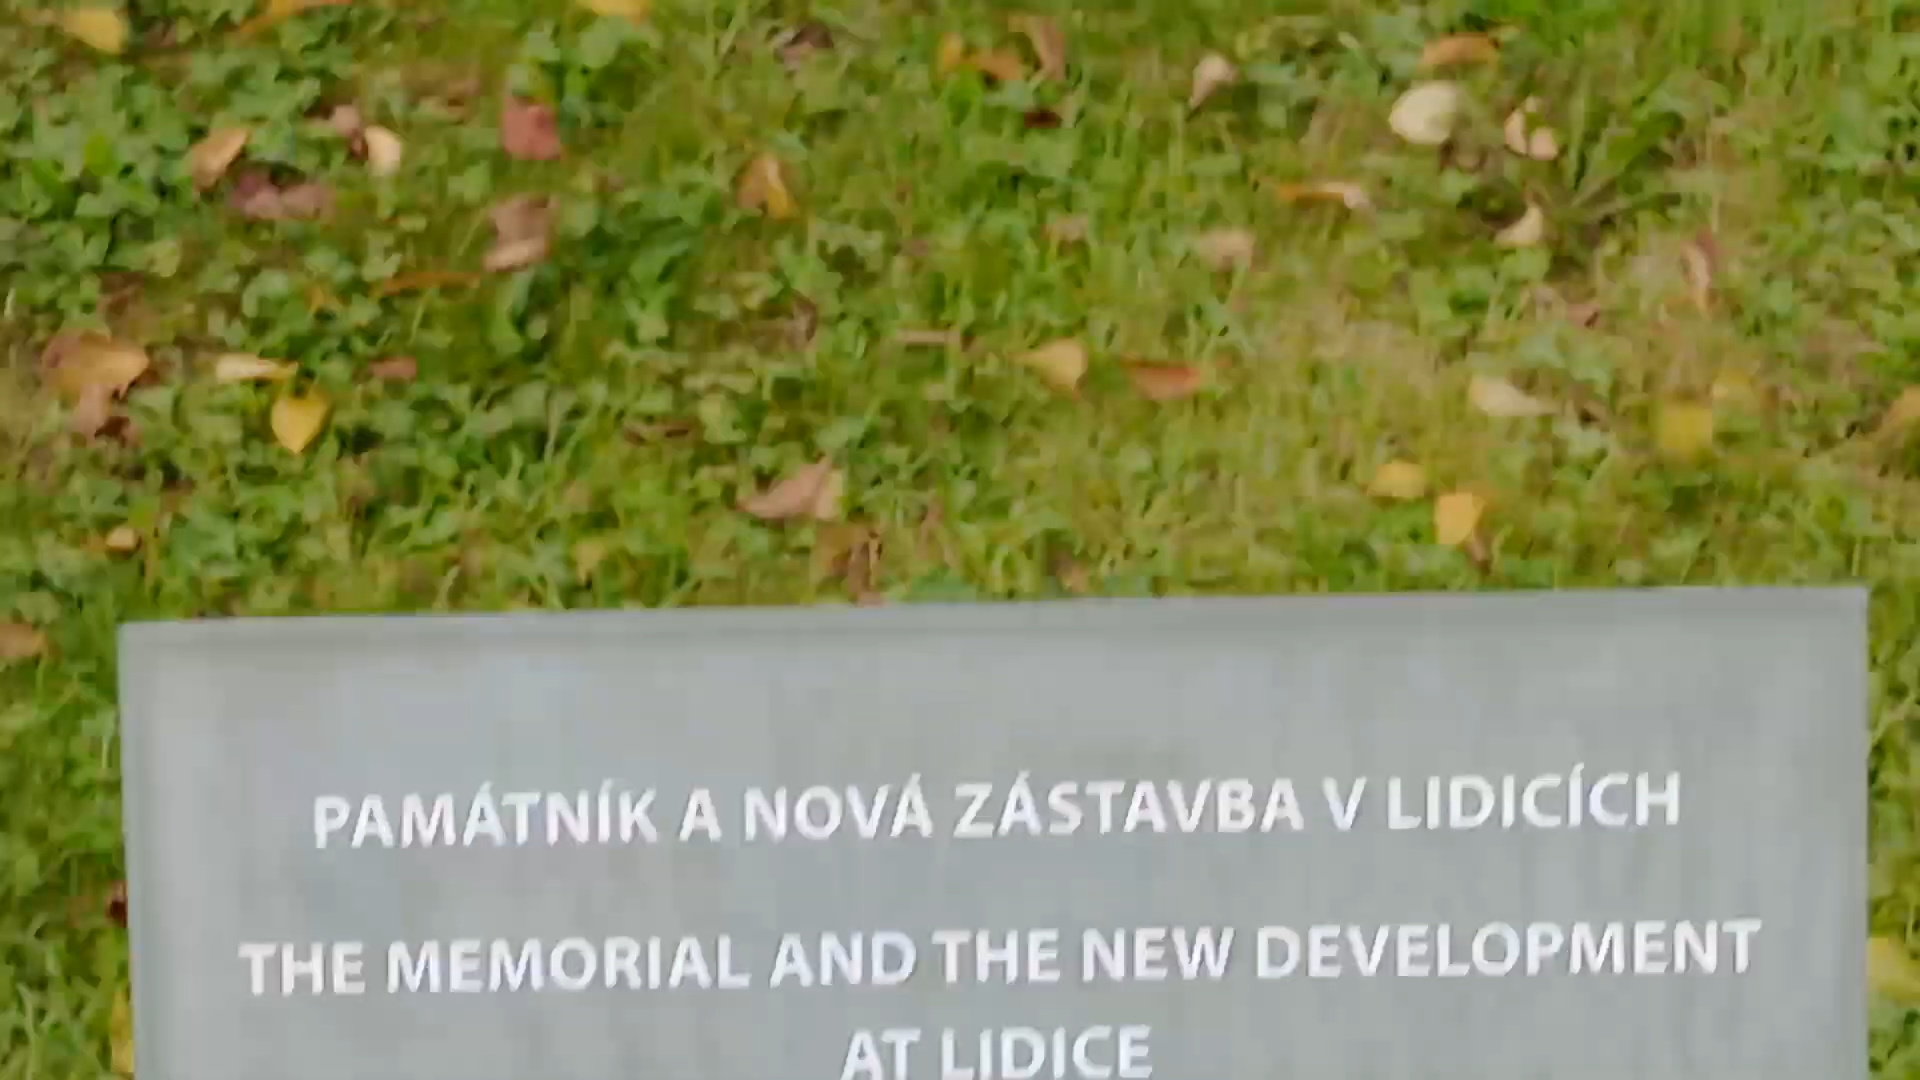 PAMÁTNÍK A NOVÁ ZÁSTAVBA V LIDICÍCH
THE MEMORIAL AND THE NEW DEVELOPMENT
AT LIDICE